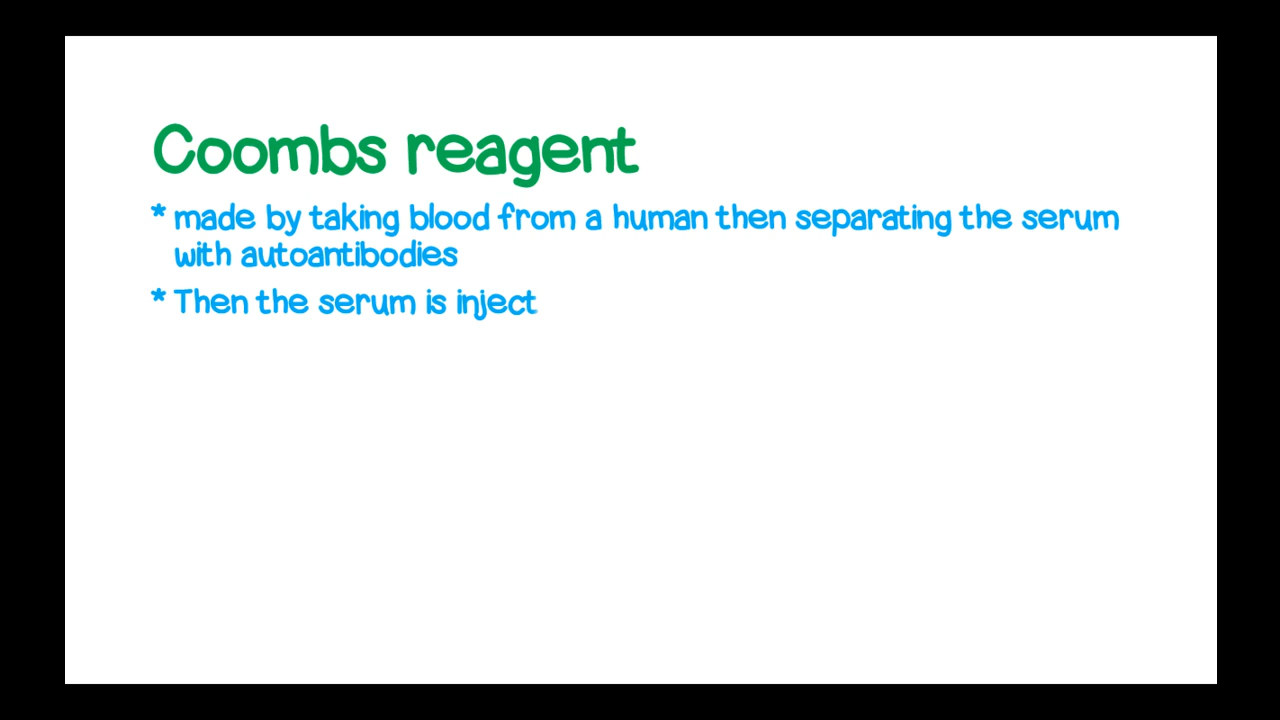 Coombs reagent
* made by taking blood from a human then separating the serum
with autoantibodies
* Then the serum is inject